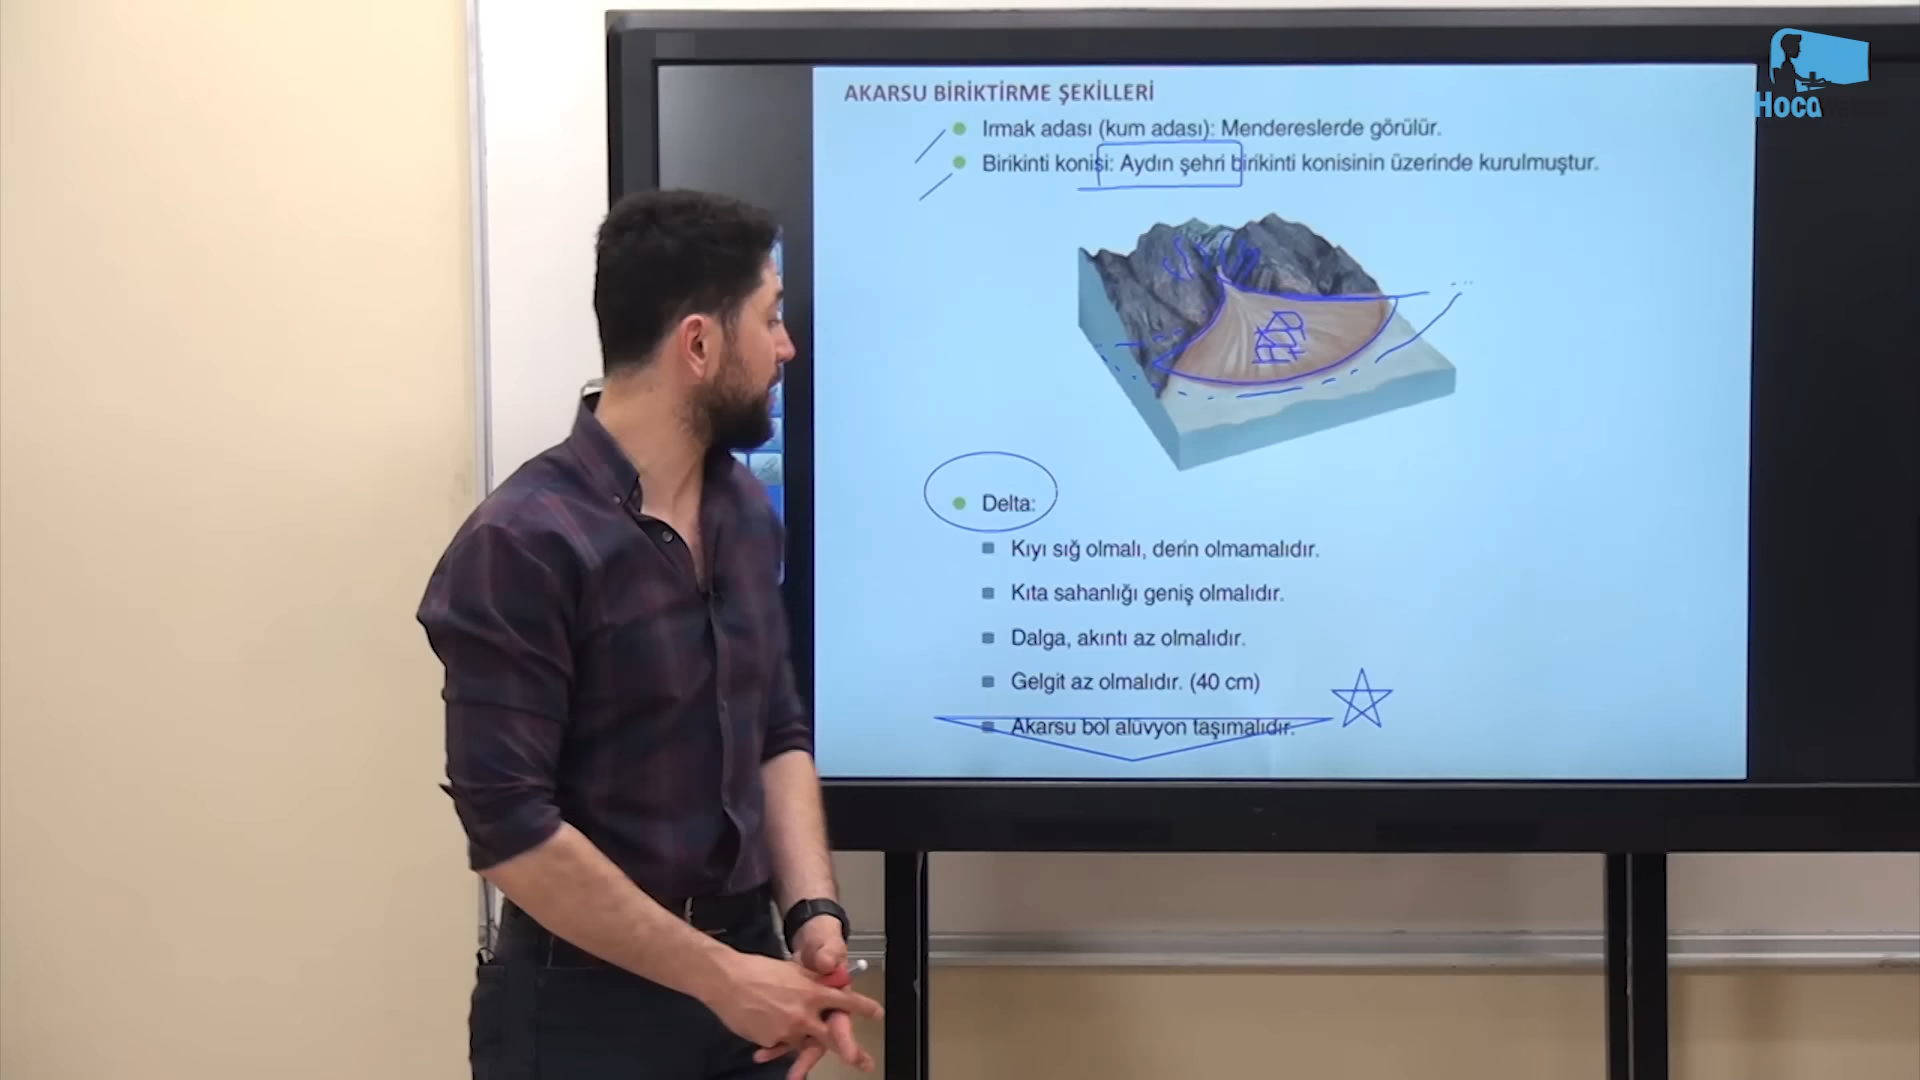 Hoca
AKARSU BİRİKTİRME ŞEKİLLERİ
Irmak adası (kum adası): Mendereslerde görülür.
Birikinti konisi: Aydın şehri birikinti konisinin üzerinde kurulmuştur.
Delta:
Kıyı sığ olmalı, derin olmamalıdır.
Kıta sahanlığı geniş olmalıdır.
Dalga, akıntı az olmalıdır.
Gelgit az olmalıdır. (40 cm)
Akarsu bol alüvyon taşımalıdır.